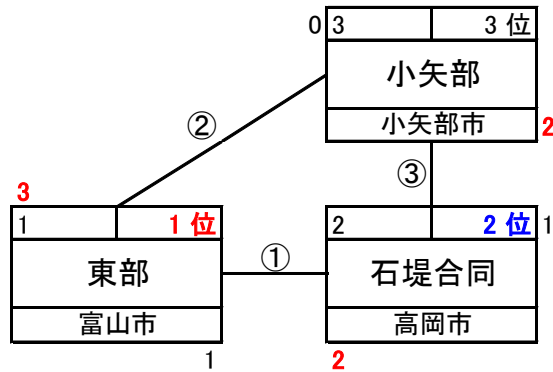 0 3 3 位
小矢部
小矢部市 2
②
③
3
1 1 位
東部
富山市
1
①
2 2 位 1
石堤合同
高岡市
2